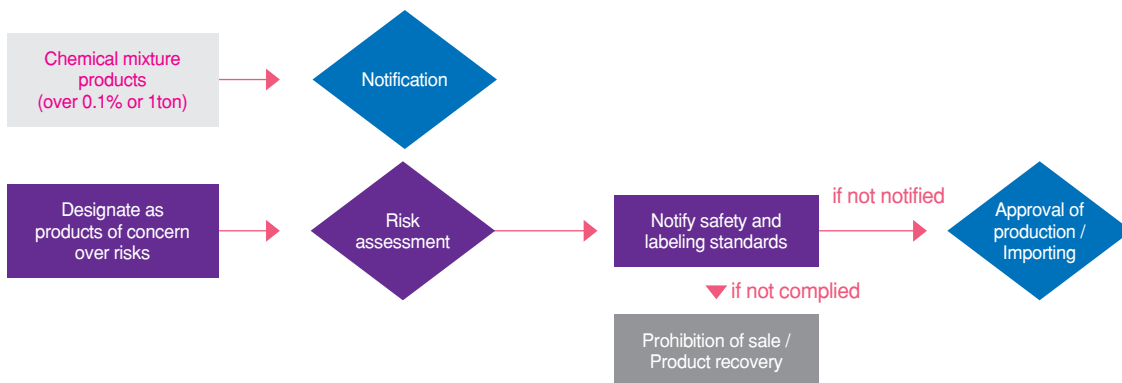 Chemical mixture
products
(over 0.1% or 1ton)
Notification
Designate as
products of concern
over risks
Risk
assessment
Notify safety and
labeling standards
if not notified
Approval of
production /
Importing
if not complied
Prohibition of sale /
Product recovery